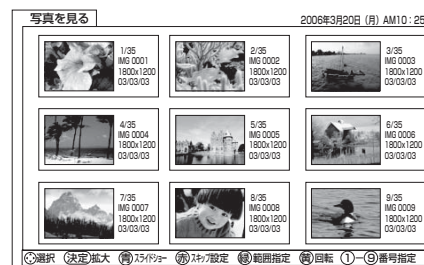 写真を見る
2006年3月20日 (月) AM10：25
1/35
IMG 0001
1800x1200
03/03/03
2/35
IMG 0002
1800x1200
03/03/03
3/35
IMG 0003
1800x1200
03/03/03
4/35
IMG 0004
1800x1200
03/03/03
5/35
IMG 0005
1800x1200
03/03/03
6/35
IMG 0006
1800x1200
03/03/03
7/35
IMG 0007
1800x1200
03/03/03
8/35
IMG 0008
1800x1200
03/03/03
9/35
IMG 0009
1800x1200
03/03/03
選択 決定拡大 青スライドショー 赤スキップ設定 緑範囲指定 黄回転 ①－⑨番号指定